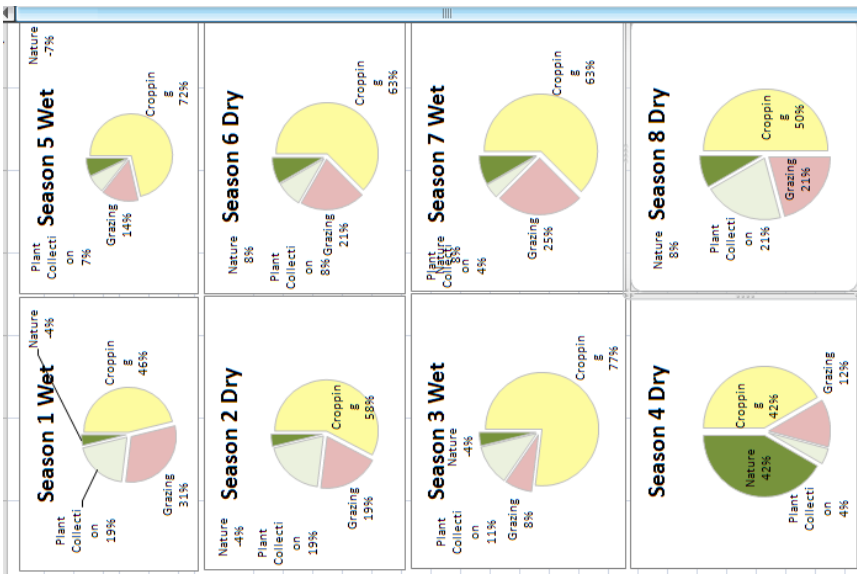 Season 1 Wet
Nature
-4%
Plant
Collecti
on
19%
Croppin
g
46%
Grazing
31%
Season 5 Wet
Nature
-7%
Plant
Collecti
on
7%
Grazing
14%
Croppin
g
72%
Season 2 Dry
Nature
-4%
Plant
Collecti
on
19%
Grazing
19%
Croppin
g
58%
Season 6 Dry
Nature
8%
Plant
Collecti
on
8%
Grazing
21%
Croppin
g
63%
Season 3 Wet
Nature
-4%
Plant
Collecti
on
11%
Grazing
8%
Croppin
g
77%
Season 7 Wet
Nature
8%
Plant
Collecti
on
4%
Grazing
25%
Croppin
g
63%
Season 4 Dry
Nature
42%
Croppin
g
42%
Plant
Collecti
on
4%
Grazing
12%
Season 8 Dry
Nature
8%
Plant
Collecti
on
21%
Grazing
21%
Croppin
g
50%